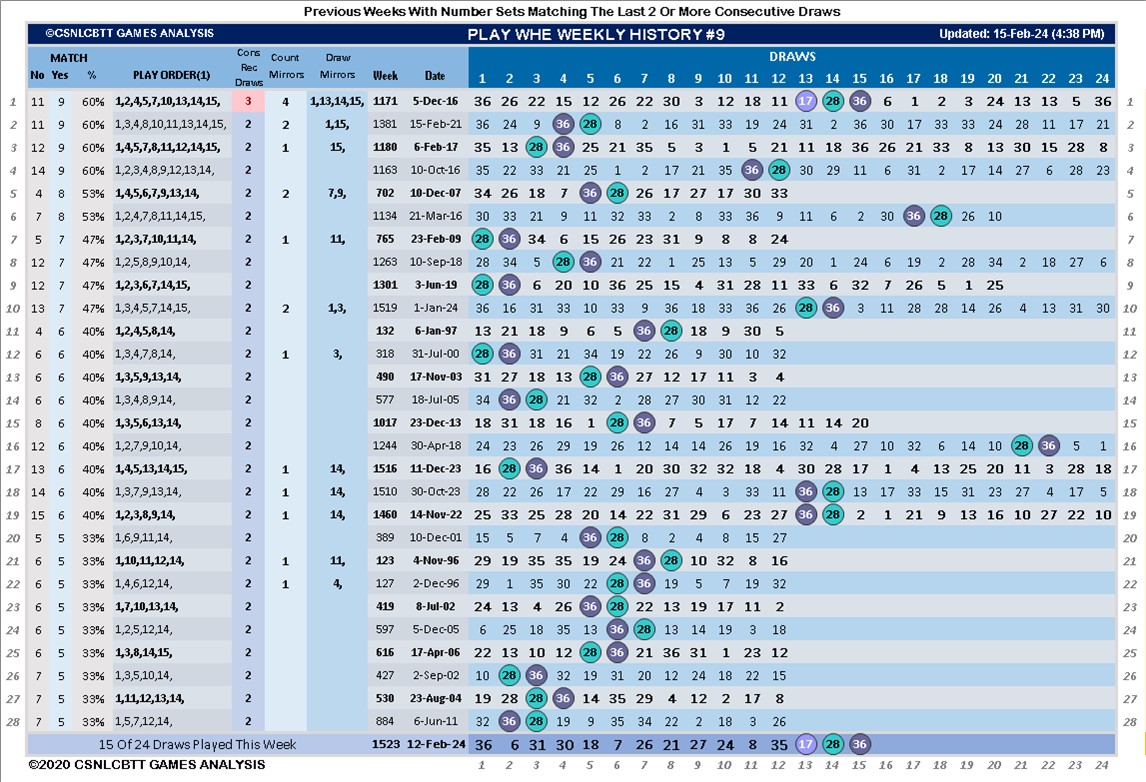 Previous Weeks With Number Sets Matching The Last 2 Or More Consecutive Draws
©CSNLCBTT GAMES ANALYSIS PLAY WHE WEEKLY HISTORY #9 Updated: 15-Feb-24 (4:38 PM)
MATCH Cons Rec Draws Count Mirrors Draw Mirrors DRAWS
No Yes % PLAY ORDER(1) Week Date 1 2 3 4 5 6 7 8 9 10 11 12 13 14 15 16 17 18 19 20 21 22 23 24
1 11 9 60% 1,2,4,5,7,10,13,14,15, 3 4 1,13,14,15, 1171 5-Dec-16 36 26 22 15 12 26 22 30 3 12 18 11 17 28 36 6 1 2 3 24 13 13 5 36 1
2 11 9 60% 1,3,4,8,10,11,13,14,15, 2 2 1,15, 1381 15-Feb-21 36 24 9 36 28 8 2 16 31 33 19 24 31 2 36 30 17 33 33 24 28 11 17 21 2
3 12 9 60% 1,4,5,7,8,11,12,14,15, 2 1 15, 1180 6-Feb-17 35 13 28 36 25 21 35 5 3 1 5 21 11 18 36 26 21 33 8 13 30 15 28 8 3
4 14 9 60% 1,2,3,4,8,9,12,13,14, 2 1163 10-Oct-16 35 22 33 21 25 1 2 17 21 35 36 28 30 29 11 6 31 2 17 14 27 6 28 23 4
5 4 8 53% 1,4,5,6,7,9,13,14, 2 2 7,9, 702 10-Dec-07 34 26 18 7 36 28 26 17 27 17 30 33 5
6 7 8 53% 1,2,4,7,8,11,14,15, 2 1134 21-Mar-16 30 33 21 9 11 32 33 2 8 33 36 9 11 6 2 30 36 28 26 10 6
7 5 7 47% 1,2,3,7,10,11,14, 2 1 11, 765 23-Feb-09 28 36 34 6 15 26 23 31 9 8 8 24 7
8 12 7 47% 1,2,5,8,9,10,14, 2 1263 10-Sep-18 28 34 5 28 36 21 22 1 25 13 5 29 20 1 24 6 19 2 28 34 2 18 27 6 8
9 12 7 47% 1,2,3,6,7,14,15, 2 1301 3-Jun-19 28 36 6 20 10 36 25 15 4 31 28 11 33 6 32 7 26 5 1 25 9
10 13 7 47% 1,3,4,5,7,14,15, 2 2 1,3, 1519 1-Jan-24 36 16 31 33 10 33 9 36 18 33 36 26 28 36 3 11 28 28 14 26 4 13 31 30 10
11 4 6 40% 1,2,4,5,8,14, 2 132 6-Jan-97 13 21 18 9 6 5 36 28 18 9 30 5 11
12 6 6 40% 1,3,4,7,8,14, 2 1 3, 318 31-Jul-00 28 36 31 21 34 19 22 26 9 30 10 32 12
13 6 6 40% 1,3,5,9,13,14, 2 490 17-Nov-03 31 27 18 13 28 36 27 12 17 11 3 4 13
14 6 6 40% 1,3,4,8,9,14, 2 577 18-Jul-05 34 36 28 21 32 2 28 27 30 31 12 22 14
15 8 6 40% 1,3,5,6,13,14, 2 1017 23-Dec-13 18 31 18 16 1 28 36 7 5 17 7 14 11 14 20 15
16 12 6 40% 1,2,7,9,10,14, 2 1244 30-Apr-18 24 23 26 29 19 26 12 14 14 26 19 16 32 4 27 10 32 6 14 10 28 36 5 1 16
17 13 6 40% 1,4,5,13,14,15, 2 1 14, 1516 11-Dec-23 16 28 36 36 14 1 20 30 32 32 18 4 30 28 17 1 4 13 25 20 11 3 28 18 17
18 14 6 40% 1,3,7,9,13,14, 2 1 14, 1510 30-Oct-23 28 22 26 17 22 29 16 27 4 3 33 11 36 28 13 17 33 15 31 23 27 4 17 5 18
19 15 6 40% 1,2,3,8,9,14, 2 1 14, 1460 14-Nov-22 25 33 25 28 20 14 22 31 29 6 23 27 36 28 2 1 21 9 13 16 10 27 22 10 19
20 5 5 33% 1,6,9,11,14, 2 389 10-Dec-01 15 5 7 4 36 28 8 2 4 8 15 27 20
21 6 5 33% 1,10,11,12,14, 2 1 11, 123 4-Nov-96 29 19 35 35 19 24 36 28 10 32 8 16 21
22 6 5 33% 1,4,6,12,14, 2 1 4, 127 2-Dec-96 29 1 35 30 22 28 36 19 5 7 19 32 22
23 6 5 33% 1,7,10,13,14, 2 419 8-Jul-02 24 13 4 26 36 28 22 13 19 17 11 2 23
24 6 5 33% 1,2,5,12,14, 2 597 5-Dec-05 6 25 18 35 13 36 28 13 14 19 3 18 24
25 6 5 33% 1,3,8,14,15, 2 616 17-Apr-06 22 13 10 12 28 36 21 36 31 1 23 12 25
26 7 5 33% 1,3,5,10,14, 2 427 2-Sep-02 10 28 36 32 19 31 20 12 24 18 22 15 26
27 7 5 33% 1,11,12,13,14, 2 530 23-Aug-04 19 28 28 36 14 35 29 4 12 2 17 8 27
28 7 5 33% 1,5,7,12,14, 2 884 6-Jun-11 32 36 28 19 9 35 34 22 2 18 3 26 28
15 Of 24 Draws Played This Week 1523 12-Feb-24 36 6 31 30 18 7 26 21 27 24 8 35 17 28 36
©2020 CSNLCBTT GAMES ANALYSIS 1 2 3 4 5 6 7 8 9 10 11 12 13 14 15 16 17 18 19 20 21 22 23 24